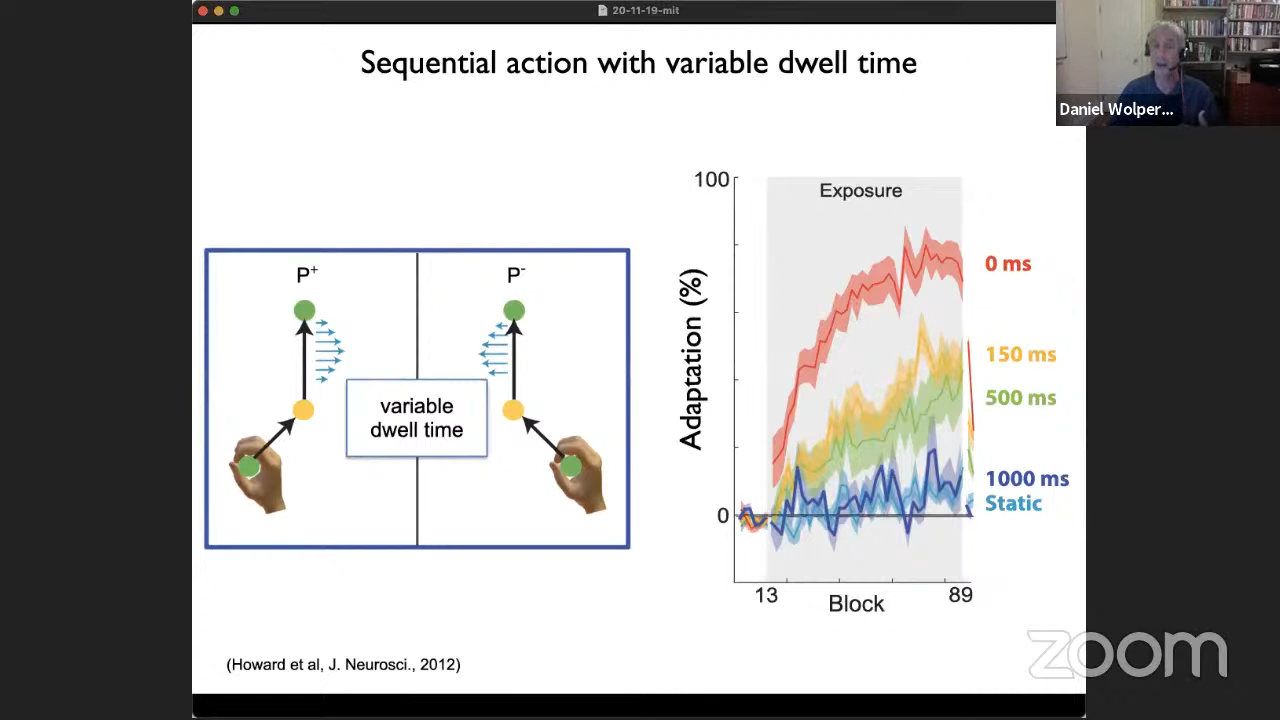 20-11-19-mit
Sequential action with variable dwell time
Daniel Wolper...
P+
P-
variable
dwell time
100
Exposure
0 ms
150 ms
500 ms
1000 ms
Static
Adaptation (%)
0
13
89
Block
(Howard et al, J. Neurosci., 2012)
zoom